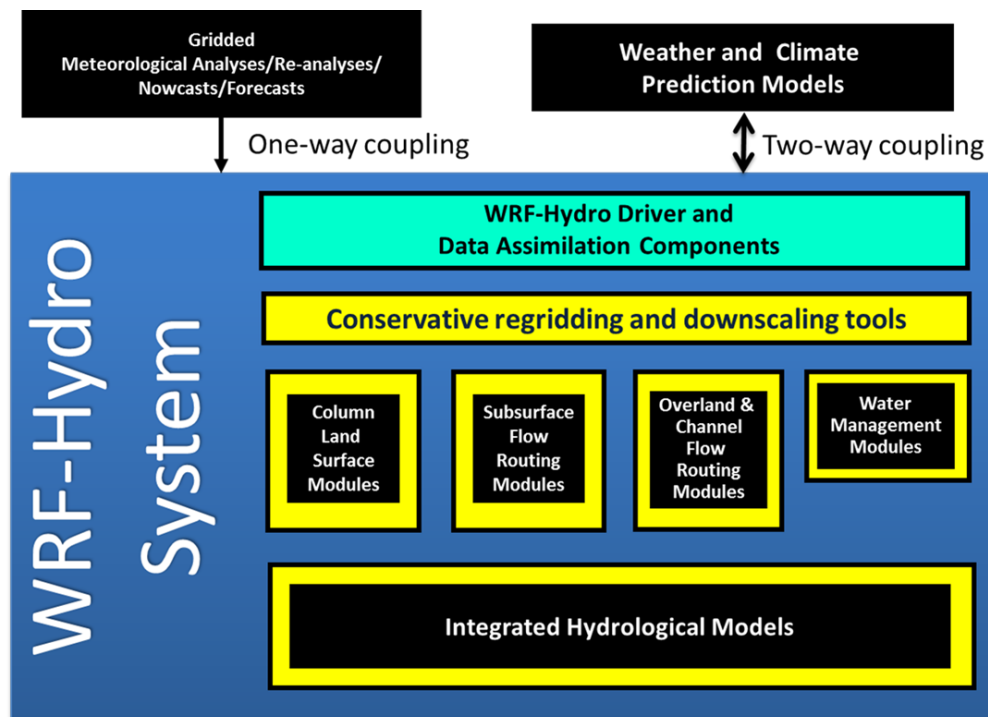 Gridded
Meteorological Analyses/Re-analyses/
Nowcasts/Forecasts
Weather and Climate
Prediction Models
One-way coupling
Two-way coupling
WRF-Hydro
System
WRF-Hydro Driver and
Data Assimilation Components
Conservative regridding and downscaling tools
Column
Land
Surface
Modules
Subsurface
Flow
Routing
Modules
Overland &
Channel
Flow
Routing
Modules
Water
Management
Modules
Integrated Hydrological Models